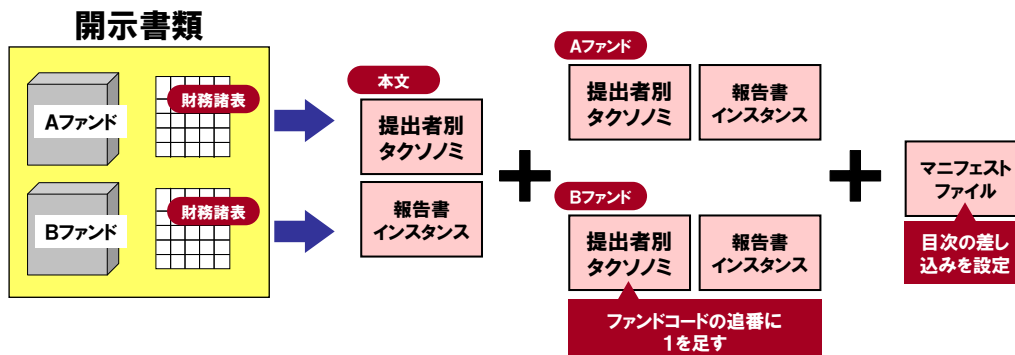 開示書類
Aファンド
財務諸表
Bファンド
財務諸表
本文
提出者別
タクソノミ
報告書
インスタンス
Aファンド
提出者別
タクソノミ
報告書
インスタンス
Bファンド
提出者別
タクソノミ
報告書
インスタンス
ファンドコードの追番に
1を足す
マニフェスト
ファイル
目次の差し
込みを設定